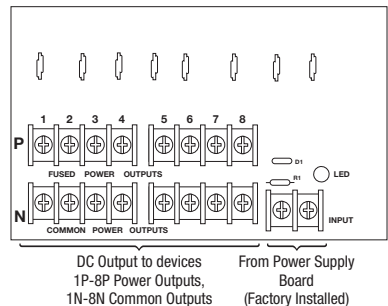 1 2 3 4 5 6 7 8
P
D1
FUSED POWER OUTPUTS
R1
LED
N
INPUT
COMMON POWER OUTPUTS
DC Output to devices
1P-8P Power Outputs,
1N-8N Common Outputs
From Power Supply
Board
(Factory Installed)